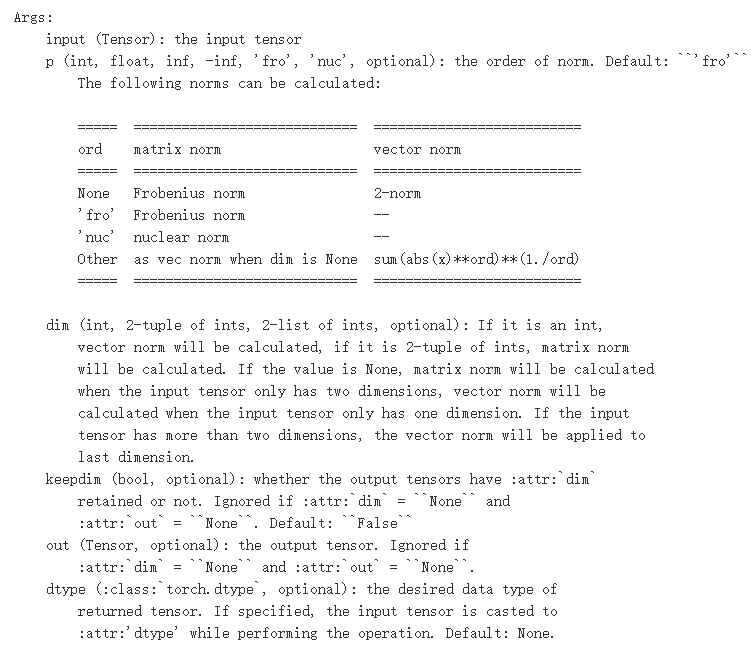 Args:
    input (Tensor): the input tensor
    p (int, float, inf, -inf, 'fro', 'nuc', optional): the order of norm. Default: ``'fro'``
        The following norms can be calculated:

        =====  ============================  ==========================
        ord    matrix norm                   vector norm
        =====  ============================  ==========================
        None   Frobenius norm                2-norm
        'fro'  Frobenius norm                --
        'nuc'  nuclear norm                  --
        Other  as vec norm when dim is None  sum(abs(x)**ord)**(1./ord)
        =====  ============================  ==========================

    dim (int, 2-tuple of ints, 2-list of ints, optional): If it is an int,
        vector norm will be calculated, if it is 2-tuple of ints, matrix norm
        will be calculated. If the value is None, matrix norm will be calculated
        when the input tensor only has two dimensions, vector norm will be
        calculated when the input tensor only has one dimension. If the input
        tensor has more than two dimensions, the vector norm will be applied to
        last dimension.
    keepdim (bool, optional): whether the output tensors have :attr:`dim`
        retained or not. Ignored if :attr:`dim` = ``None`` and
        :attr:`out` = ``None``. Default: ``False``
    out (Tensor, optional): the output tensor. Ignored if
        :attr:`dim` = ``None`` and :attr:`out` = ``None``.
    dtype (:class:`torch.dtype`, optional): the desired data type of
        returned tensor. If specified, the input tensor is casted to
        :attr:'dtype' while performing the operation. Default: None.